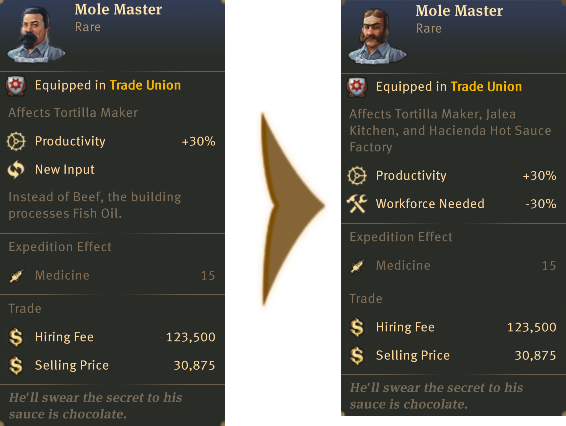 Mole Master
Rare
Equipped in Trade Union
Affects Tortilla Maker
Productivity +30%
New Input
Instead of Beef, the building
processes Fish Oil.
Expedition Effect
Medicine 15
Trade
Hiring Fee 123,500
Selling Price 30,875
He'll swear the secret to his
sauce is chocolate.
Mole Master
Rare
Equipped in Trade Union
Affects Tortilla Maker, Jalea
Kitchen, and Hacienda Hot Sauce
Factory
Productivity +30%
Workforce Needed -30%
Expedition Effect
Medicine 15
Trade
Hiring Fee 123,500
Selling Price 30,875
He'll swear the secret to his
sauce is chocolate.